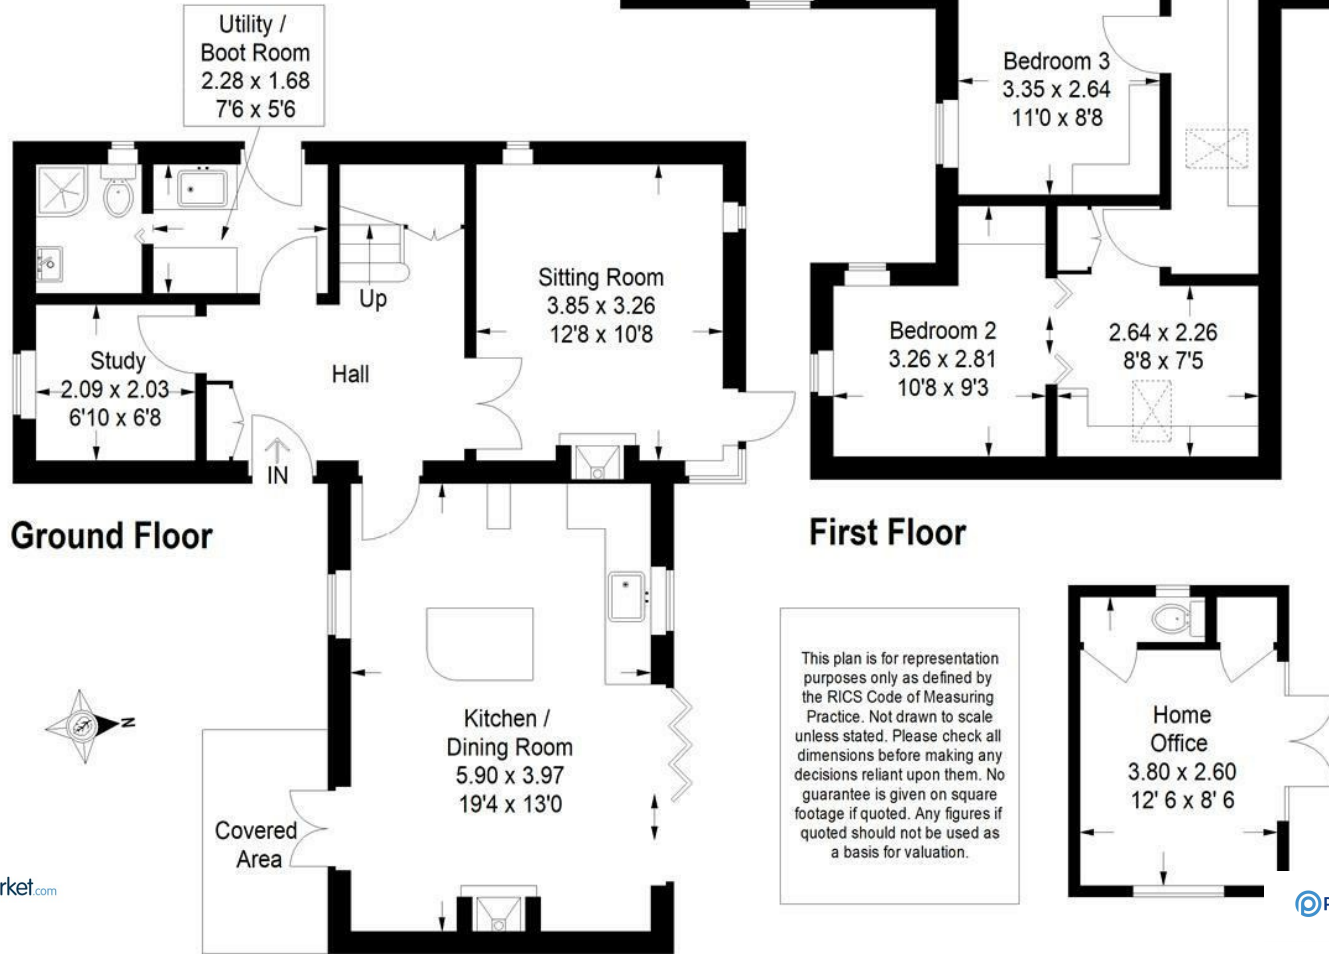 Utility /
Boot Room
2.28 x 1.68
7'6 x 5'6
Bedroom 3
3.35 x 2.64
11'0 x 8'8
Sitting Room
3.85 x 3.26
12'8 x 10'8
Up
Study
2.09 x 2.03
6'10 x 6'8
Hall
IN
Bedroom 2
3.26 x 2.81
10'8 x 9'3
2.64 x 2.26
8'8 x 7'5
Ground Floor
First Floor
Kitchen /
Dining Room
5.90 x 3.97
19'4 x 13'0
Covered
Area
N
This plan is for representation
purposes only as defined by
the RICS Code of Measuring
Practice. Not drawn to scale
unless stated. Please check all
dimensions before making any
decisions reliant upon them. No
guarantee is given on square
footage if quoted. Any figures if
quoted should not be used as
a basis for valuation.
Home
Office
3.80 x 2.60
12' 6 x 8' 6
rket.com
P